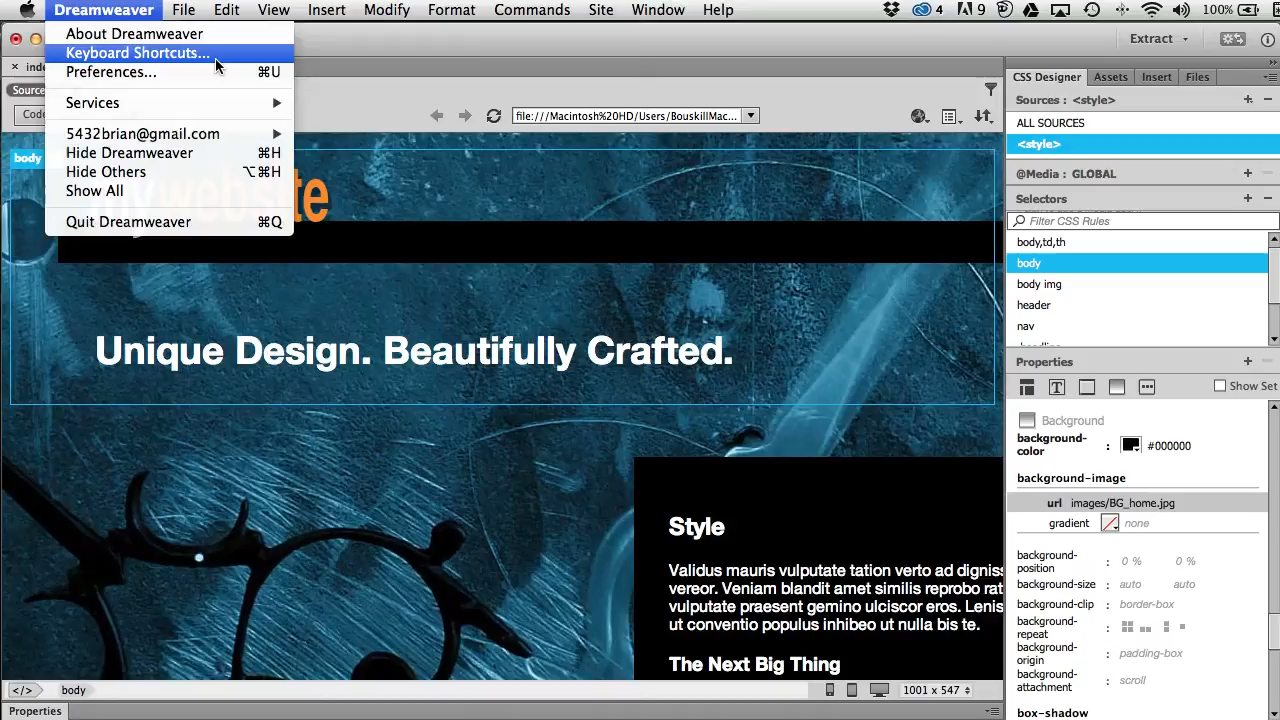 Dreamweaver File Edit View Insert Modify Format Commands Site Window Help 4 9 100%
About Dreamweaver
Keyboard Shortcuts...
Preferences... ⌘U
Services
5432brian@gmail.com
Hide Dreamweaver ⌘H
Hide Others ⌥⌘H
Show All
Quit Dreamweaver ⌘Q
Extract
inde
Source
Code
file:///Macintosh%20HD/Users/BouskillMac...
body
te
Unique Design. Beautifully Crafted.
Style
Validus mauris vulputate tation verto ad digniss
vereor. Veniam blandit amet similis reprobo rat
vulputate praesent gemino ulciscor eros. Lenis
ut conventio populus inhibeo ut nulla bis te.
The Next Big Thing
</> body 1001 x 547
Properties
CSS Designer Assets Insert Files
Sources : <style>
ALL SOURCES
<style>
@Media : GLOBAL
Selectors
Filter CSS Rules
body,td,th
body
body img
header
nav
Properties
Show Set
Background
background-
color : #000000
background-image
url images/BG_home.jpg
gradient none
background-
position : 0 % 0 %
background-size : auto auto
background-clip : border-box
background-
repeat :
background-
origin : padding-box
background-
attachment : scroll
box-shadow